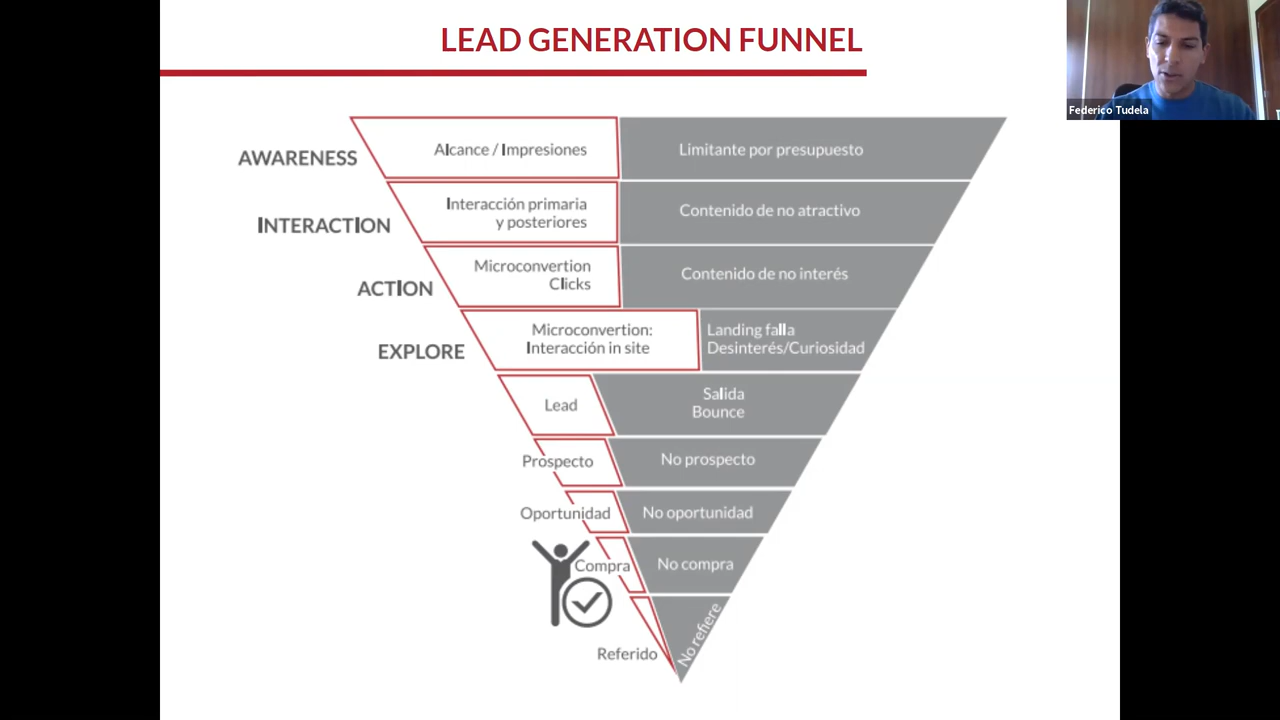 LEAD GENERATION FUNNEL
Federico Tudela
AWARENESS
Alcance / Impresiones
Limitante por presupuesto
INTERACTION
Interacción primaria
y posteriores
Contenido de no atractivo
ACTION
Microconvertion
Clicks
Contenido de no interés
EXPLORE
Microconvertion:
Interacción in site
Landing falla
Desinterés/Curiosidad
Lead
Salida
Bounce
Prospecto
No prospecto
Oportunidad
No oportunidad
Compra
No compra
Referido
No refiere